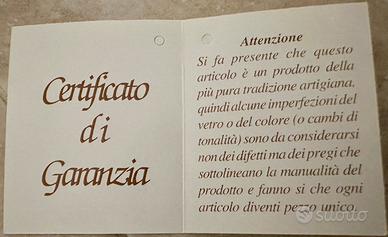 Certificato
di
Garanzia
Attenzione
Si fa presente che questo
articolo è un prodotto della
più pura tradizione artigiana,
quindi alcune imperfezioni del
vetro o del colore (o cambi di
tonalità) sono da considerarsi
non dei difetti ma dei pregi che
sottolineano la manualità del
prodotto e fanno si che ogni
articolo diventi pezzo unico.
subito